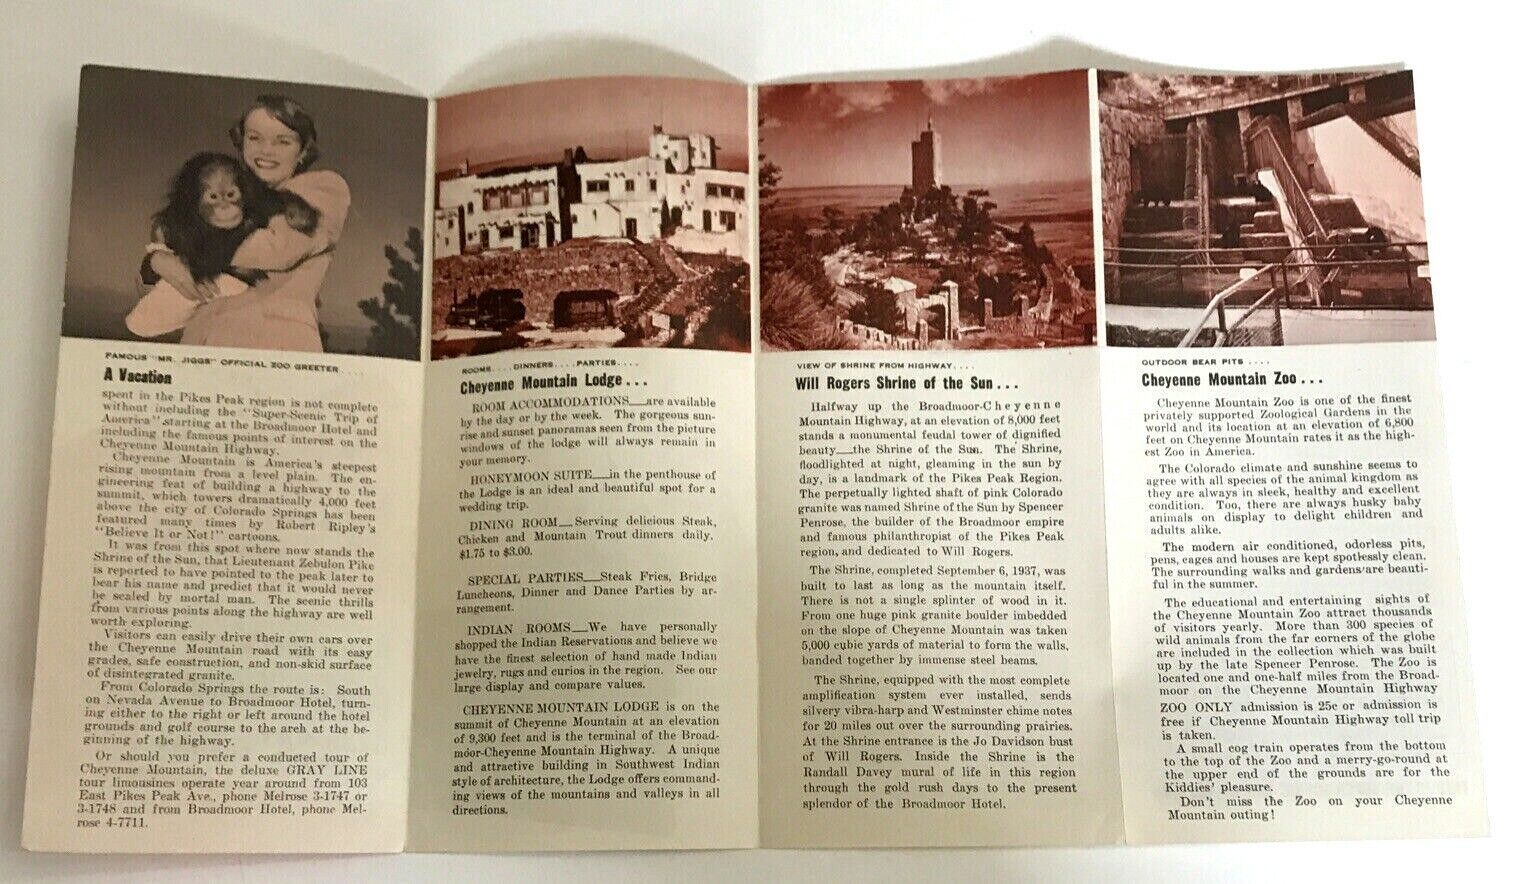 FAMOUS "MR. JIGGS" OFFICIAL ZOO GREETER....
A Vacation
spent in the Pikes Peak region is not complete
without including the "Super-Scenic Trip of
America" starting at the Broadmoor Hotel and
including the famous points of interest on the
Cheyenne Mountain Highway.
Cheyenne Mountain is America's steepest
rising mountain from a level plain. The en-
gineering feat of building a highway to the
summit, which towers dramatically 4,000 feet
above the city of Colorado Springs has been
featured many times by Robert Ripley's
"Believe It or Not!" cartoons.
It was from this spot where now stands the
Shrine of the Sun, that Lieutenant Zebulon Pike
is reported to have pointed to the peak later to
bear his name and predict that it would never
be scaled by mortal man. The scenic thrills
from various points along the highway are well
worth exploring.
Visitors can easily drive their own cars over
the Cheyenne Mountain road with its easy
grades, safe construction, and non-skid surface
of disintegrated granite.
From Colorado Springs the route is: South
on Nevada Avenue to Broadmoor Hotel, turn-
ing either to the right or left around the hotel
grounds and golf course to the arch at the be-
ginning of the highway.
Or should you prefer a conducted tour of
Cheyenne Mountain, the deluxe GRAY LINE
tour limousines operate year around from 103
East Pikes Peak Ave., phone Melrose 3-1747 or
3-1748 and from Broadmoor Hotel, phone Mel-
rose 4-7711.
ROOMS....DINNERS....PARTIES....
Cheyenne Mountain Lodge...
ROOM ACCOMMODATIONS—are available
by the day or by the week. The gorgeous sun-
rise and sunset panoramas seen from the picture
windows of the lodge will always remain in
your memory.
HONEYMOON SUITE—in the penthouse of
the Lodge is an ideal and beautiful spot for a
wedding trip.
DINING ROOM—Serving delicious Steak,
Chicken and Mountain Trout dinners daily,
$1.75 to $3.00.
SPECIAL PARTIES—Steak Fries, Bridge
Luncheons, Dinner and Dance Parties by ar-
rangement.
INDIAN ROOMS—We have personally
shopped the Indian Reservations and believe we
have the finest selection of hand made Indian
jewelry, rugs and curios in the region. See our
large display and compare values.
CHEYENNE MOUNTAIN LODGE is on the
summit of Cheyenne Mountain at an elevation
of 9,300 feet and is the terminal of the Broad-
moor-Cheyenne Mountain Highway. A unique
and attractive building in Southwest Indian
style of architecture, the Lodge offers command-
ing views of the mountains and valleys in all
directions.
VIEW OF SHRINE FROM HIGHWAY....
Will Rogers Shrine of the Sun...
Halfway up the Broadmoor-Cheyenne
Mountain Highway, at an elevation of 8,000 feet
stands a monumental feudal tower of dignified
beauty—the Shrine of the Sun. The Shrine,
floodlighted at night, gleaming in the sun by
day, is a landmark of the Pikes Peak Region.
The perpetually lighted shaft of pink Colorado
granite was named Shrine of the Sun by Spencer
Penrose, the builder of the Broadmoor empire
and famous philanthropist of the Pikes Peak
region, and dedicated to Will Rogers.
The Shrine, completed September 6, 1937, was
built to last as long as the mountain itself.
There is not a single splinter of wood in it.
From one huge pink granite boulder imbedded
on the slope of Cheyenne Mountain was taken
5,000 cubic yards of material to form the walls,
banded together by immense steel beams.
The Shrine, equipped with the most complete
amplification system ever installed, sends
silvery vibra-harp and Westminster chime notes
for 20 miles out over the surrounding prairies.
At the Shrine entrance is the Jo Davidson bust
of Will Rogers. Inside the Shrine is the
Randall Davey mural of life in this region
through the gold rush days to the present
splendor of the Broadmoor Hotel.
OUTDOOR BEAR PITS ....
Cheyenne Mountain Zoo...
Cheyenne Mountain Zoo is one of the finest
privately supported Zoological Gardens in the
world and its location at an elevation of 6,800
feet on Cheyenne Mountain rates it as the high-
est Zoo in America.
The Colorado climate and sunshine seems to
agree with all species of the animal kingdom as
they are always in sleek, healthy and excellent
condition. Too, there are always husky baby
animals on display to delight children and
adults alike.
The modern air conditioned, odorless pits,
pens, cages and houses are kept spotlessly clean.
The surrounding walks and gardens are beauti-
ful in the summer.
The educational and entertaining sights of
the Cheyenne Mountain Zoo attract thousands
of visitors yearly. More than 300 species of
wild animals from the far corners of the globe
are included in the collection which was built
up by the late Spencer Penrose. The Zoo is
located one and one-half miles from the Broad-
moor on the Cheyenne Mountain Highway
ZOO ONLY admission is 25c or admission is
free if Cheyenne Mountain Highway toll trip
is taken.
A small cog train operates from the bottom
to the top of the Zoo and a merry-go-round at
the upper end of the grounds are for the
Kiddies' pleasure.
Don't miss the Zoo on your Cheyenne
Mountain outing!